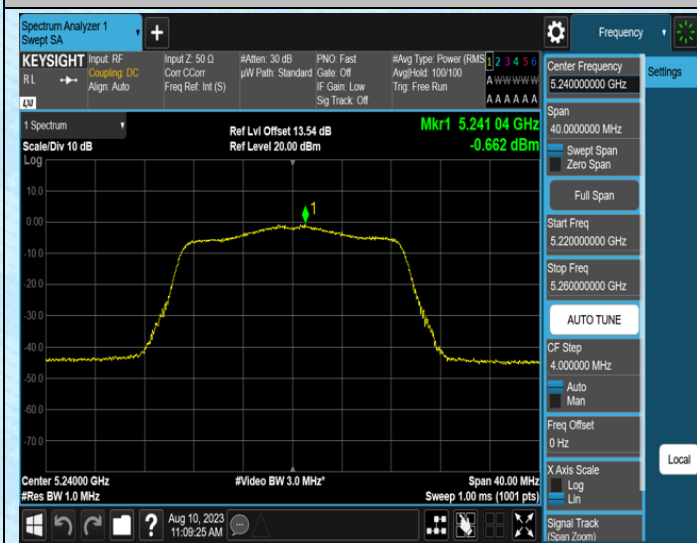 Spectrum Analyzer 1
Swept SA
Frequency
KEYSIGHT
RL
LXI
Input: RF
Coupling: DC
Align: Auto
Input Z: 50 Ω
Corr CCorr
Freq Ref: Int (S)
#Atten: 30 dB
µW Path: Standard
PNO: Fast
Gate: Off
IF Gain: Low
Sig Track: Off
#Avg Type: Power (RMS
Avg|Hold: 100/100
Trig: Free Run
1 2 3 4 5 6
A W W W W W
A A A A A A
1 Spectrum
Scale/Div 10 dB
Log
Ref Lvl Offset 13.54 dB
Ref Level 20.00 dBm
Mkr1 5.241 04 GHz
-0.662 dBm
1
10.0
0.00
-10.0
-20.0
-30.0
-40.0
-50.0
-60.0
-70.0
Center 5.24000 GHz
#Res BW 1.0 MHz
#Video BW 3.0 MHz*
Span 40.00 MHz
Sweep 1.00 ms (1001 pts)
Aug 10, 2023
11:09:25 AM
Center Frequency
5.240000000 GHz
Span
40.0000000 MHz
Swept Span
Zero Span
Full Span
Start Freq
5.220000000 GHz
Stop Freq
5.260000000 GHz
AUTO TUNE
CF Step
4.000000 MHz
Auto
Man
Freq Offset
0 Hz
X Axis Scale
Log
Lin
Signal Track
(Span Zoom)
Settings
Local